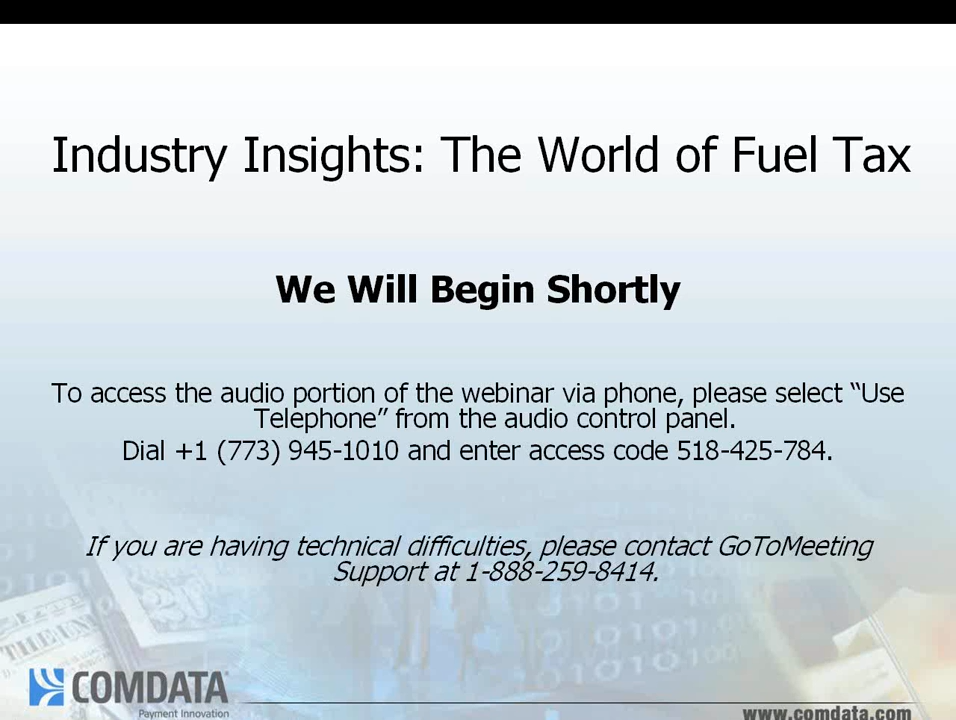 Industry Insights: The World of Fuel Tax
We Will Begin Shortly
To access the audio portion of the webinar via phone, please select “Use
Telephone” from the audio control panel.
Dial +1 (773) 945-1010 and enter access code 518-425-784.
If you are having technical difficulties, please contact GoToMeeting
Support at 1-888-259-8414.
COMDATA
Payment Innovation
www.comdata.com